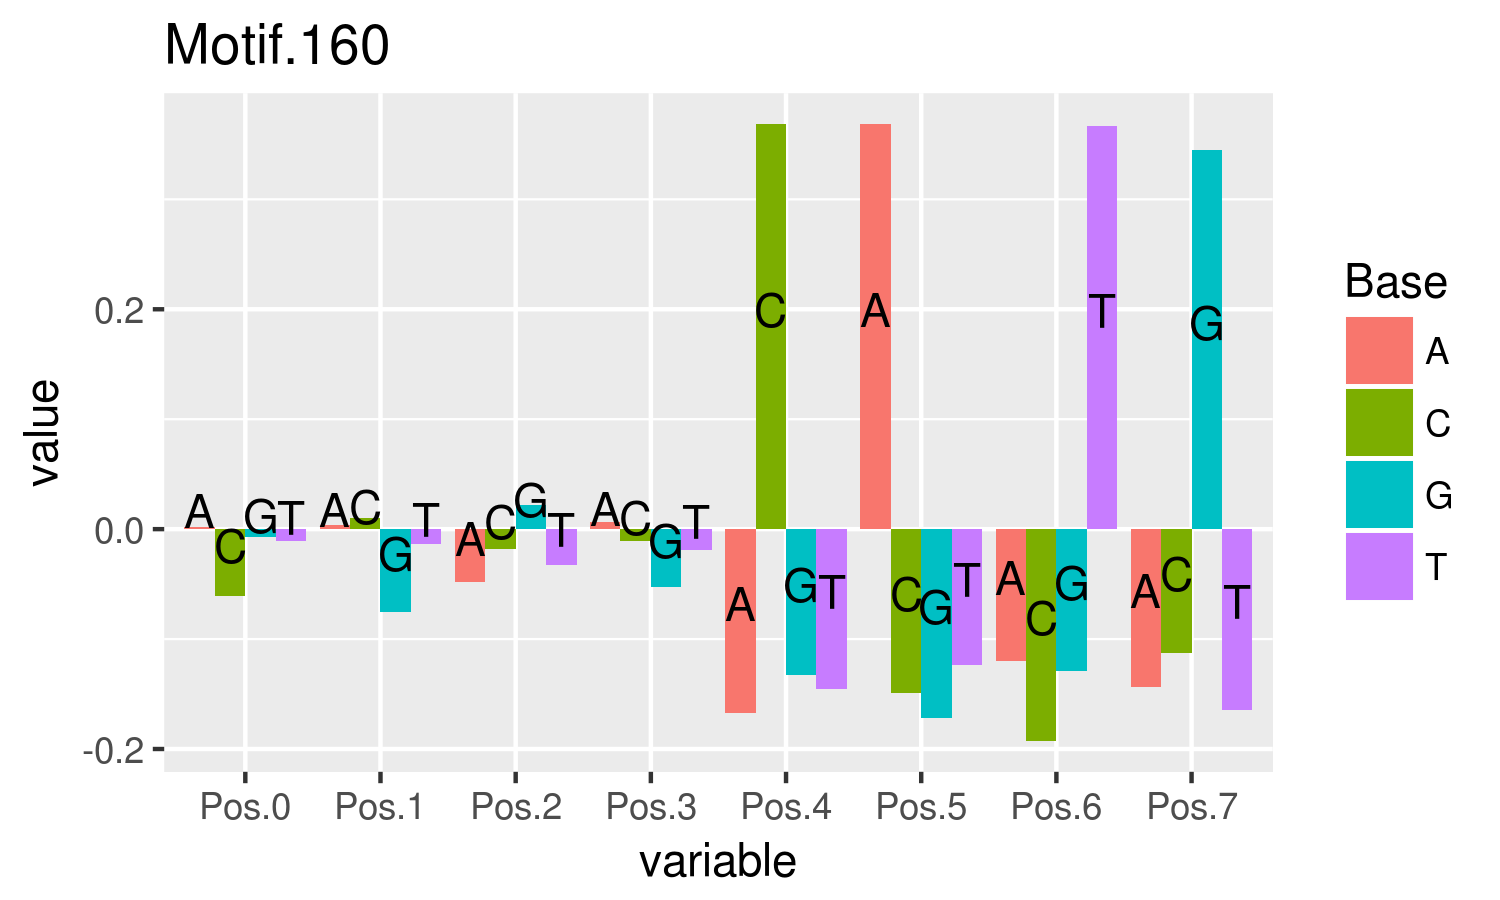 Motif.160
value
0.2
0.0
-0.2
A C G T A C G T A C G T A C G T A C G T A C G T A C G T A C G T
Pos.0 Pos.1 Pos.2 Pos.3 Pos.4 Pos.5 Pos.6 Pos.7
variable
Base
A
C
G
T